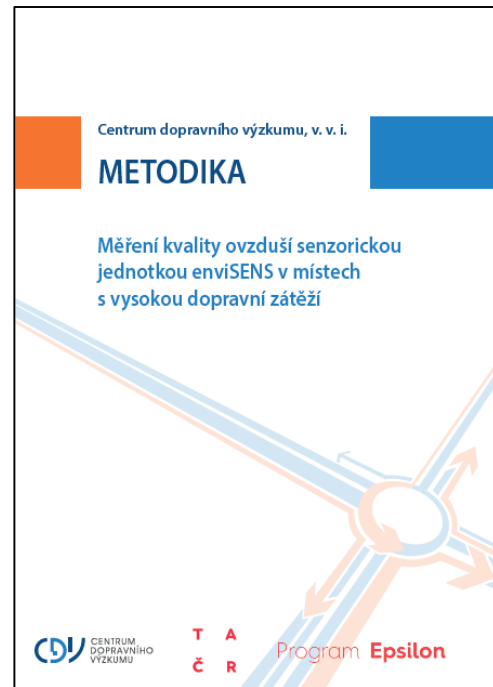 Centrum dopravního výzkumu, v. v. i.
METODIKA
Měření kvality ovzduší senzorickou
jednotkou enviSENS v místech
s vysokou dopravní zátěží
CDV
CENTRUM
DOPRAVNÍHO
VÝZKUMU
T A
Č R
Program Epsilon